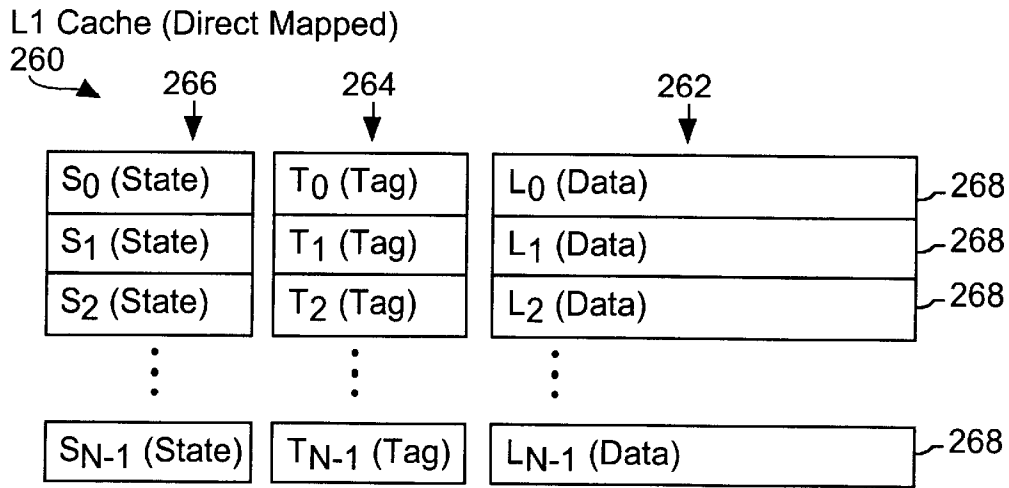 L1 Cache (Direct Mapped)
260
266 264 262
S0 (State) T0 (Tag) L0 (Data) 268
S1 (State) T1 (Tag) L1 (Data) 268
S2 (State) T2 (Tag) L2 (Data) 268
SN-1 (State) TN-1 (Tag) LN-1 (Data) 268